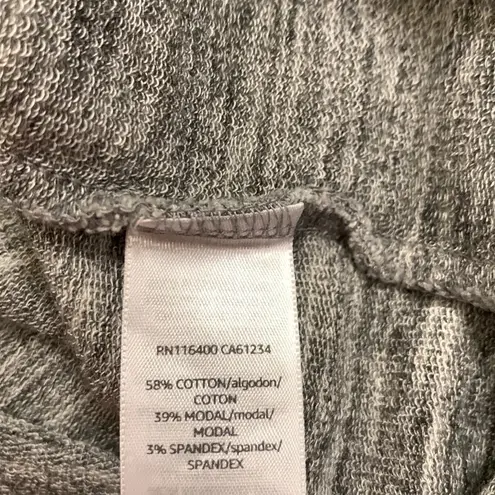 RN116400 CA61234
58% COTTON/algodon/
COTON
39% MODAL/modal/
MODAL
3% SPANDEX/spandex/
SPANDEX